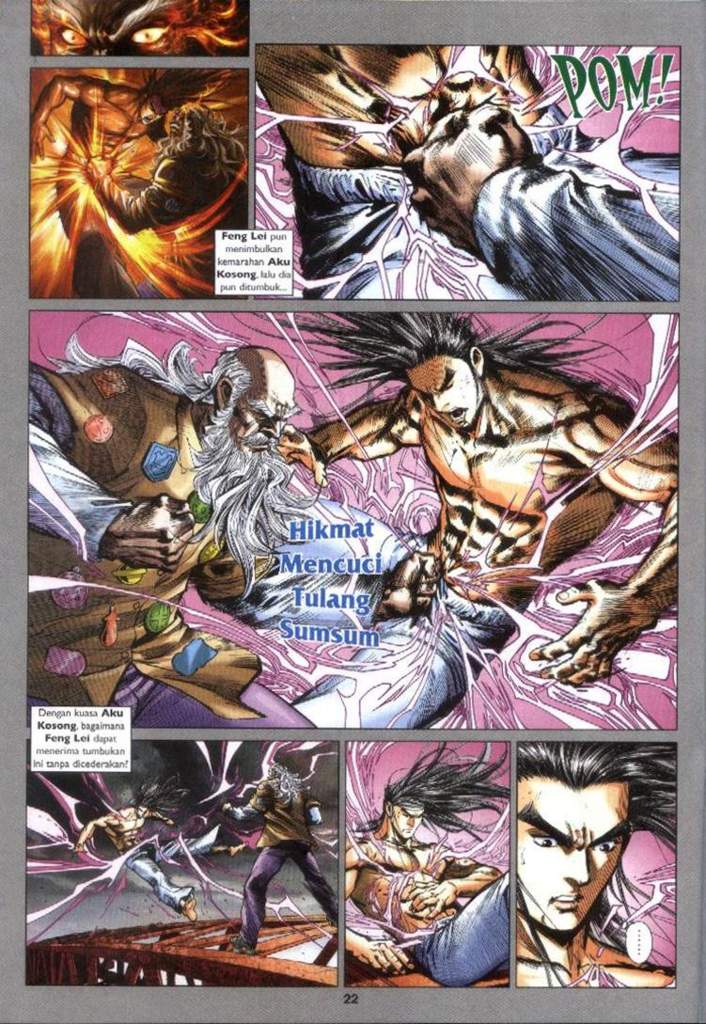 POM!
Feng Lei pun
menimbulkan
kemarahan Aku
Kosong, lalu dia
pun ditumbuk...
Hikmat
Mencuci
Tulang
Sumsum
Dengan kuasa Aku
Kosong, bagaimana
Feng Lei dapat
menerima tumbukan
ini tanpa dicederakan?
......
22